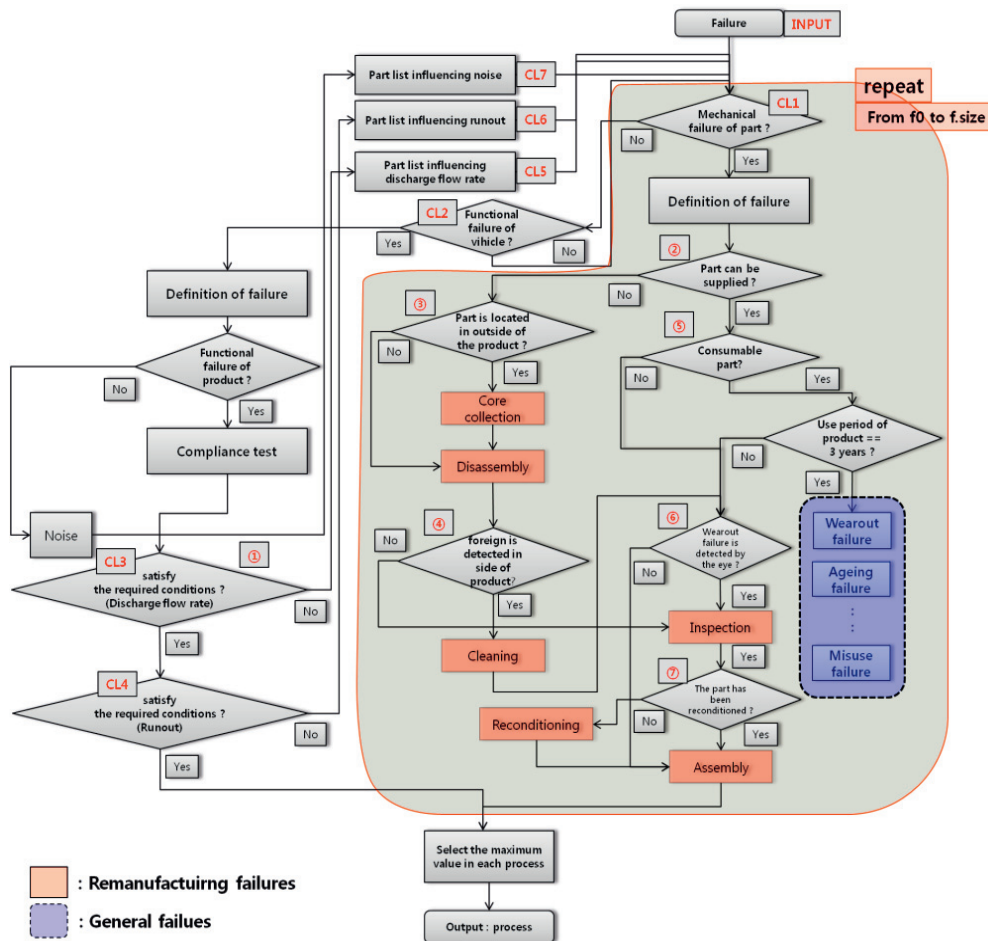 Failure
INPUT
Part list influencing noise
CL7
repeat
From f0 to f.size
CL1
Mechanical
failure of part ?
No
Yes
Part list influencing runout
CL6
Part list influencing
discharge flow rate
CL5
Definition of failure
CL2
Functional
failure of
vihicle ?
Yes
No
②
Part can be
supplied ?
No
Yes
Definition of failure
③
Part is located
in outside of
the product ?
No
Yes
⑤
Consumable
part?
No
Yes
Functional
failure of
product ?
No
Yes
Core
collection
Use period of
product ==
3 years ?
No
Yes
Compliance test
Disassembly
Noise
④
foreign is
detected in
side of
product?
No
Yes
⑥
Wearout
failure is
detected by
the eye ?
No
Yes
Wearout
failure
Ageing
failure
:
:
Misuse
failure
CL3
①
satisfy
the required conditions ?
(Discharge flow rate)
No
Yes
Inspection
Yes
Cleaning
CL4
satisfy
the required conditions ?
(Runout)
No
Yes
⑦
The part has
been
reconditioned ?
No
Yes
Reconditioning
Assembly
Select the maximum
value in each process
Output : process
: Remanufactuirng failures
: General failues